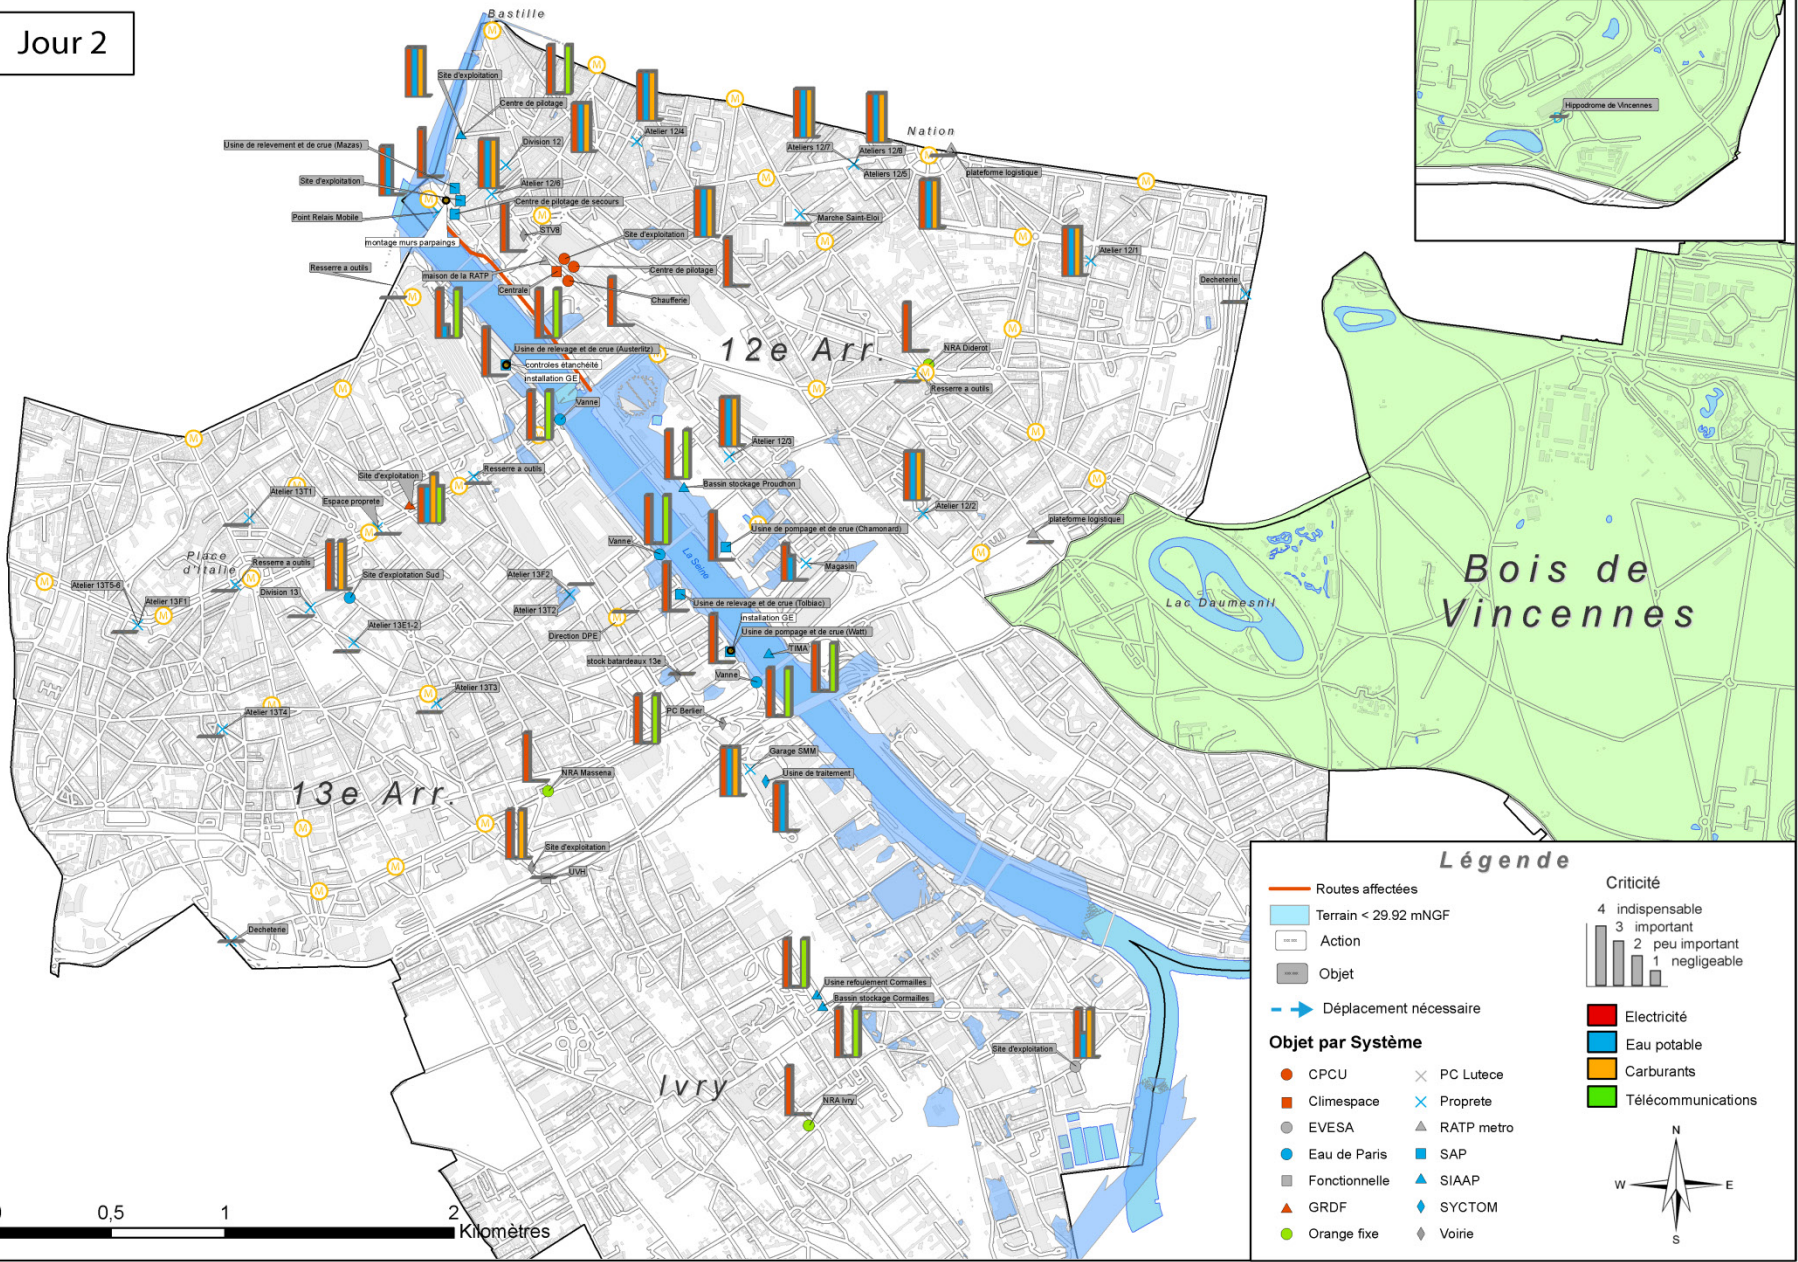 Jour 2
Bastille
Site d'exploitation
Centre de pilotage
Usine de relevement et de crue (Mazas)
Division 12
Atelier 12/4
Ateliers 12/7
Ateliers 12/8
Ateliers 12/5
Nation
plateforme logistique
Hippodrome de Vincennes
Site d'exploitation
Atelier 12/6
Centre de pilotage de secours
Point Relais Mobile
Marche Saint-Eloi
STV8
Site d'exploitation
montage murs parpaings
Resserre a outils
maison de la RATP
Centre de pilotage
Centrale
Chaufferie
Atelier 12/1
Decheterie
12e Arr.
NRA Diderot
Resserre a outils
Usine de relevage et de crue (Austerlitz)
controles étanchéité
installation GE
Vanne
Atelier 12/3
Resserre a outils
Site d'exploitation
Bassin stockage Proudhon
Atelier 13T1
Espace proprete
Atelier 12/2
plateforme logistique
Usine de pompage et de crue (Chamonard)
Vanne
La Seine
Magasin
Place
d'Italie
Resserre a outils
Atelier 13T5-6
Atelier 13F1
Division 13
Site d'exploitation Sud
Atelier 13F2
Atelier 13T2
Usine de relevage et de crue (Tolbiac)
installation GE
Usine de pompage et de crue (Watt)
Atelier 13E1-2
Direction DPE
TIMA
stock batardeaux 13e
Vanne
Lac Daumesnil
Bois de
Vincennes
Atelier 13T3
Atelier 13T4
PC Berlier
Garage SMM
Usine de traitement
NRA Massena
13e Arr.
Site d'exploitation
UVH
Decheterie
Usine refoulement Cornailles
Bassin stockage Cornailles
Site d'exploitation
Ivry
NRA Ivry
0,5
1
2
Kilomètres
Légende
Routes affectées
Terrain < 29.92 mNGF
Action
Objet
Déplacement nécessaire
Objet par Système
CPCU
Climespace
EVESA
Eau de Paris
Fonctionnelle
GRDF
Orange fixe
PC Lutece
Proprete
RATP metro
SAP
SIAAP
SYCTOM
Voirie
Criticité
4 indispensable
3 important
2 peu important
1 negligeable
Electricité
Eau potable
Carburants
Télécommunications
N
W
E
S